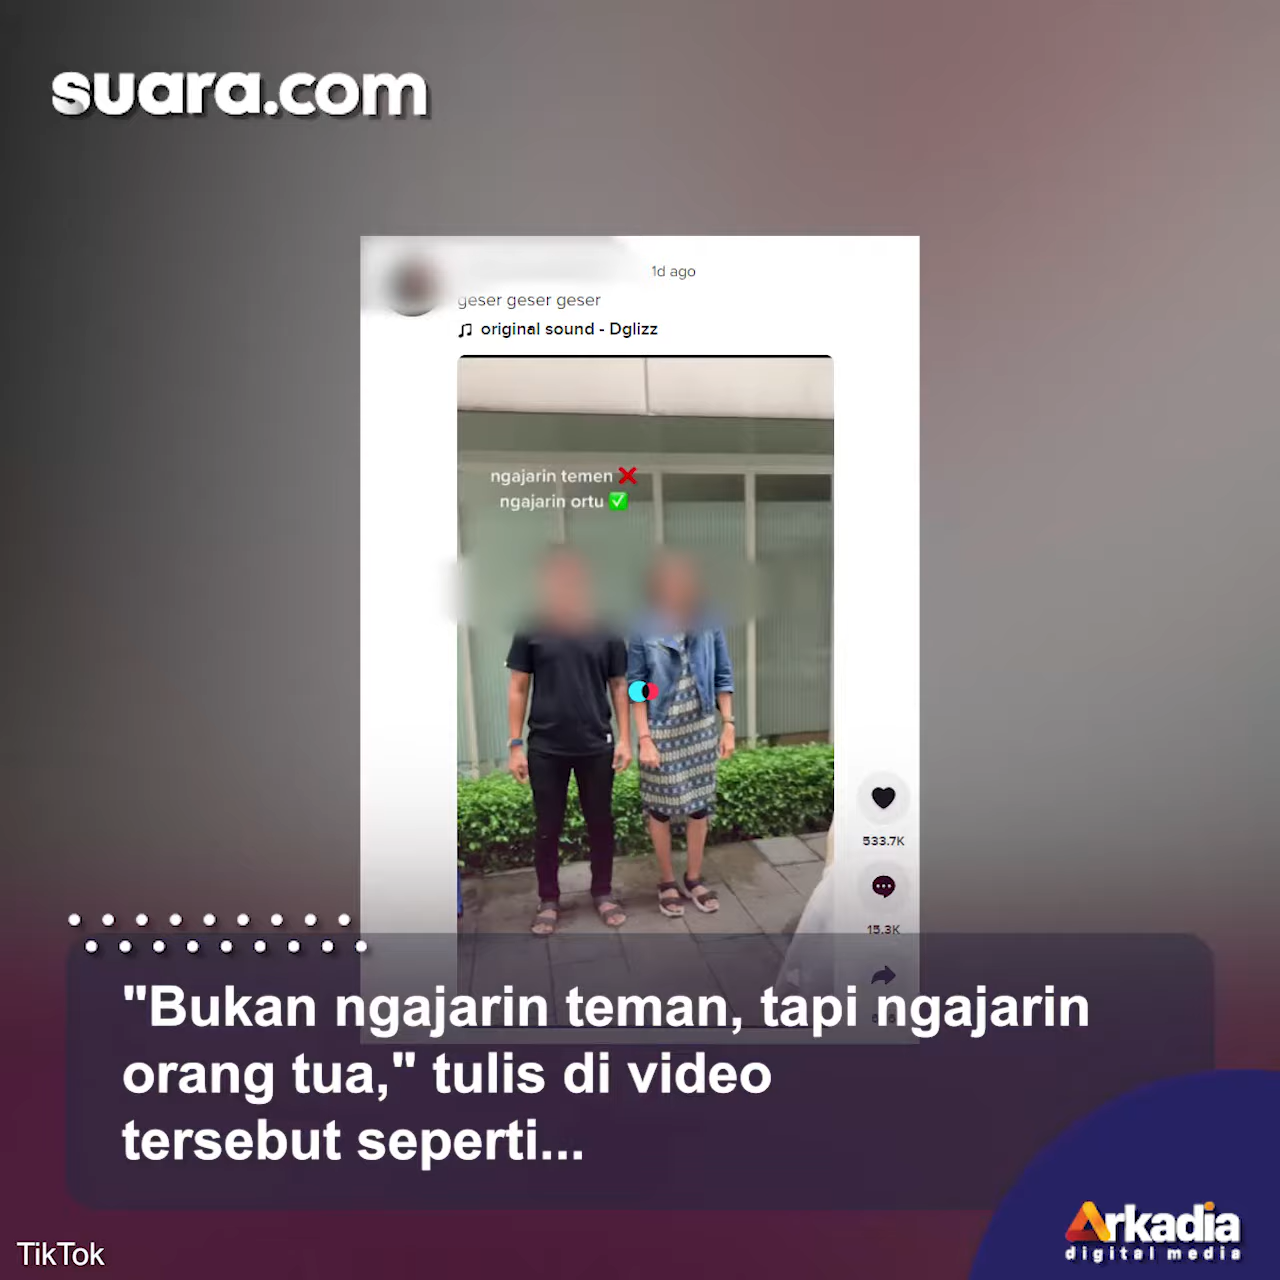 suara.com
1d ago
geser geser geser
original sound - Dglizz
ngajarin temen ❌
ngajarin ortu ✅
533.7K
15.3K
"Bukan ngajarin teman, tapi ngajarin
orang tua," tulis di video
tersebut seperti...
TikTok
Arkadia
digital media